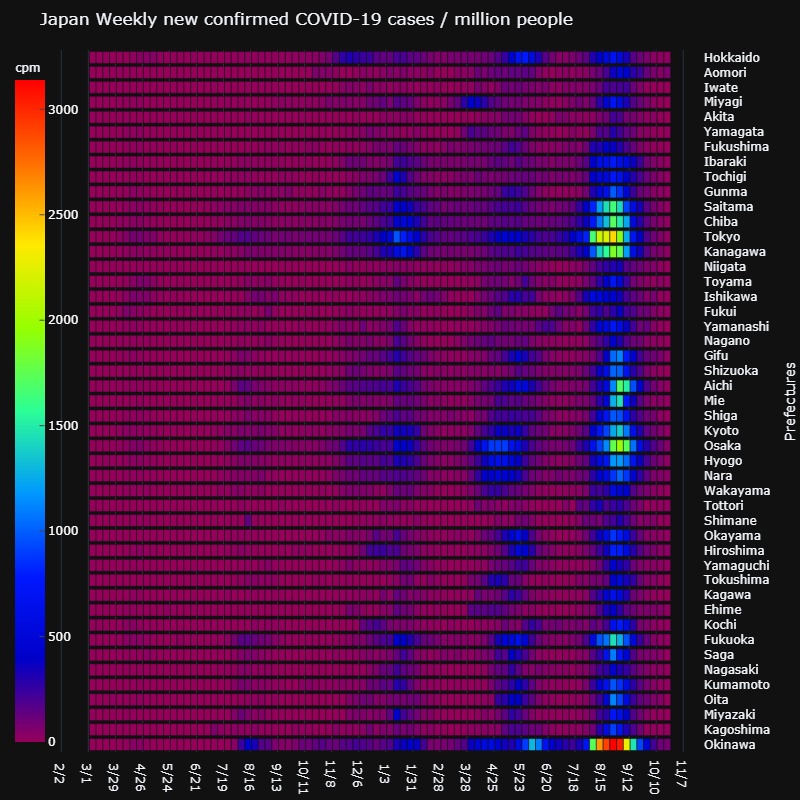 Japan Weekly new confirmed COVID-19 cases / million people
cpm
3000
2500
2000
1500
1000
500
0
Hokkaido
Aomori
Iwate
Miyagi
Akita
Yamagata
Fukushima
Ibaraki
Tochigi
Gunma
Saitama
Chiba
Tokyo
Kanagawa
Niigata
Toyama
Ishikawa
Fukui
Yamanashi
Nagano
Gifu
Shizuoka
Aichi
Mie
Shiga
Kyoto
Osaka
Hyogo
Nara
Wakayama
Tottori
Shimane
Okayama
Hiroshima
Yamaguchi
Tokushima
Kagawa
Ehime
Kochi
Fukuoka
Saga
Nagasaki
Kumamoto
Oita
Miyazaki
Kagoshima
Okinawa
Prefectures
2/2
3/1
3/29
4/26
5/24
6/21
7/19
8/16
9/13
10/11
11/8
12/6
1/3
1/31
2/28
3/28
4/25
5/23
6/20
7/18
8/15
9/12
10/10
11/7